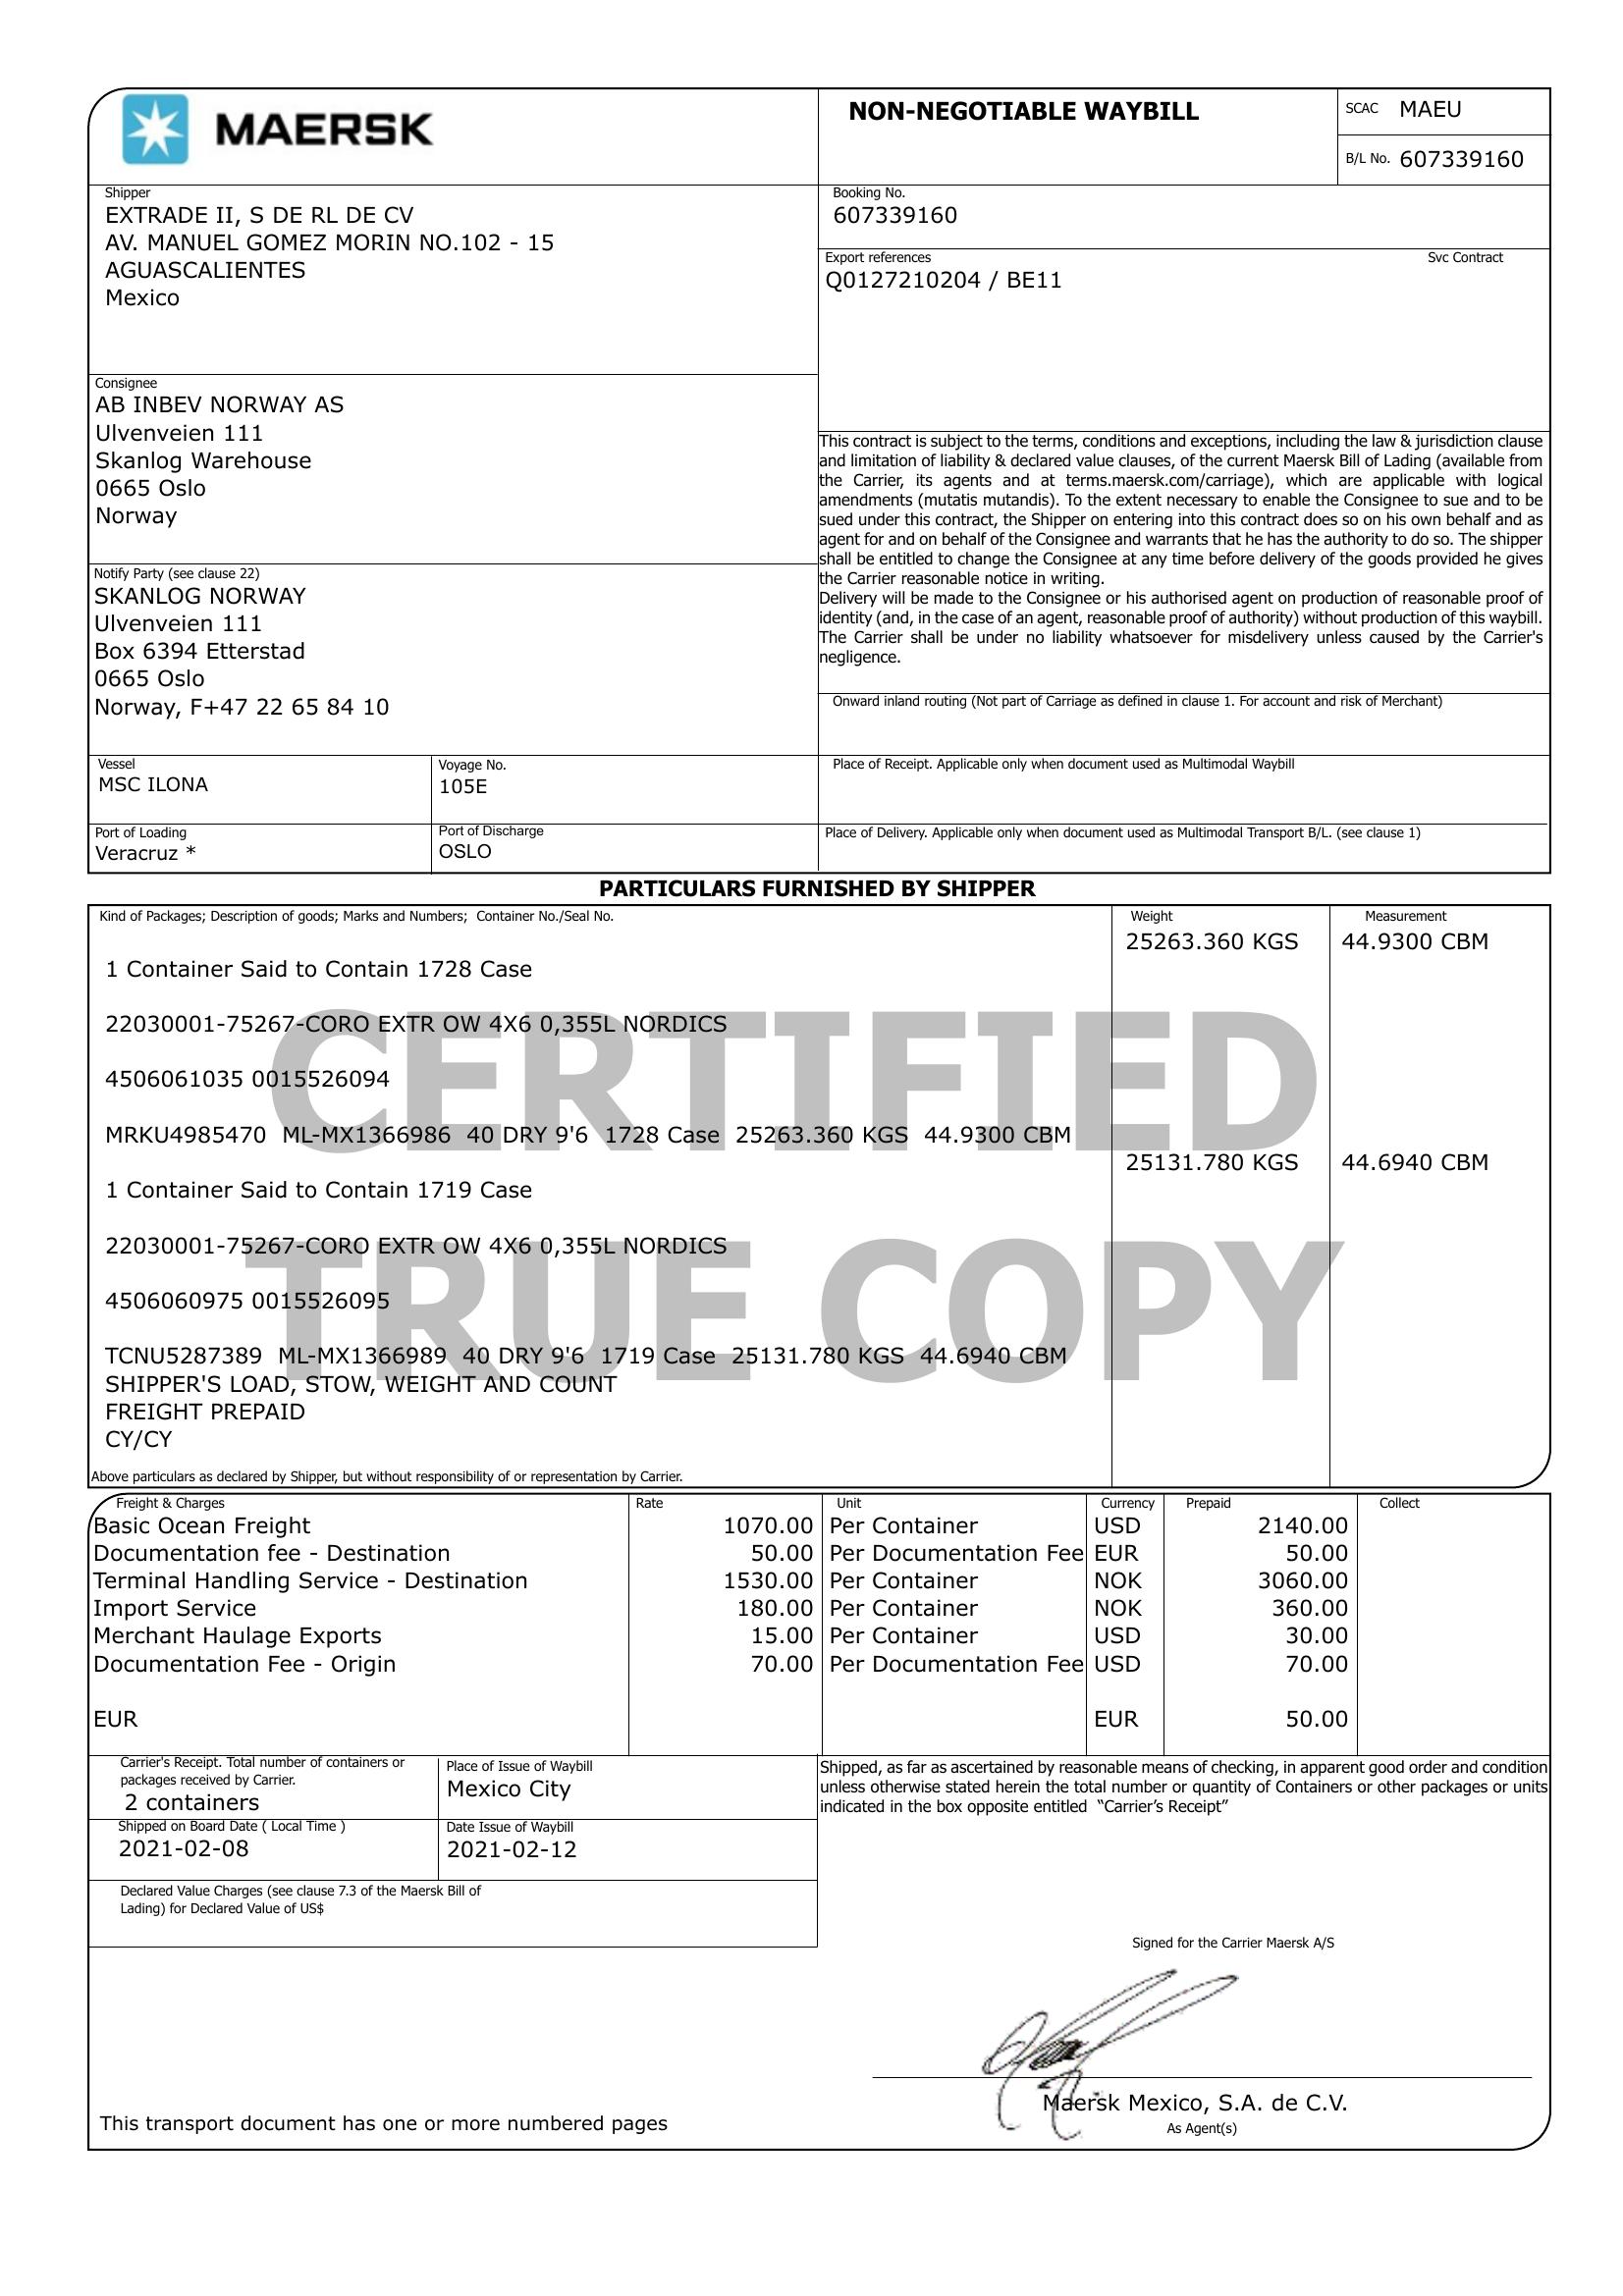 MAERSK
NON-NEGOTIABLE WAYBILL
SCAC MAEU
B/L No. 607339160
Shipper
EXTRADE II, S DE RL DE CV
AV. MANUEL GOMEZ MORIN NO.102 - 15
AGUASCALIENTES
Mexico
Booking No.
607339160
Export references Svc Contract
Q0127210204 / BE11
Consignee
AB INBEV NORWAY AS
Ulvenveien 111
Skanlog Warehouse
0665 Oslo
Norway
This contract is subject to the terms, conditions and exceptions, including the law & jurisdiction clause
and limitation of liability & declared value clauses, of the current Maersk Bill of Lading (available from
the Carrier, its agents and at terms.maersk.com/carriage), which are applicable with logical
amendments (mutatis mutandis). To the extent necessary to enable the Consignee to sue and to be
sued under this contract, the Shipper on entering into this contract does so on his own behalf and as
agent for and on behalf of the Consignee and warrants that he has the authority to do so. The shipper
shall be entitled to change the Consignee at any time before delivery of the goods provided he gives
the Carrier reasonable notice in writing.
Delivery will be made to the Consignee or his authorised agent on production of reasonable proof of
identity (and, in the case of an agent, reasonable proof of authority) without production of this waybill.
The Carrier shall be under no liability whatsoever for misdelivery unless caused by the Carrier's
negligence.
Notify Party (see clause 22)
SKANLOG NORWAY
Ulvenveien 111
Box 6394 Etterstad
0665 Oslo
Norway, F+47 22 65 84 10
Onward inland routing (Not part of Carriage as defined in clause 1. For account and risk of Merchant)
Vessel
MSC ILONA
Voyage No.
105E
Place of Receipt. Applicable only when document used as Multimodal Waybill
Port of Loading
Veracruz *
Port of Discharge
OSLO
Place of Delivery. Applicable only when document used as Multimodal Transport B/L. (see clause 1)
PARTICULARS FURNISHED BY SHIPPER
Kind of Packages; Description of goods; Marks and Numbers; Container No./Seal No. Weight Measurement
25263.360 KGS 44.9300 CBM
1 Container Said to Contain 1728 Case
22030001-75267-CORO EXTR OW 4X6 0,355L NORDICS
4506061035 0015526094
MRKU4985470 ML-MX1366986 40 DRY 9'6 1728 Case 25263.360 KGS 44.9300 CBM
25131.780 KGS 44.6940 CBM
1 Container Said to Contain 1719 Case
22030001-75267-CORO EXTR OW 4X6 0,355L NORDICS
4506060975 0015526095
TCNU5287389 ML-MX1366989 40 DRY 9'6 1719 Case 25131.780 KGS 44.6940 CBM
SHIPPER'S LOAD, STOW, WEIGHT AND COUNT
FREIGHT PREPAID
CY/CY
CERTIFIED
TRUE COPY
Above particulars as declared by Shipper, but without responsibility of or representation by Carrier.
Freight & Charges Rate Unit Currency Prepaid Collect
Basic Ocean Freight 1070.00 Per Container USD 2140.00
Documentation fee - Destination 50.00 Per Documentation Fee EUR 50.00
Terminal Handling Service - Destination 1530.00 Per Container NOK 3060.00
Import Service 180.00 Per Container NOK 360.00
Merchant Haulage Exports 15.00 Per Container USD 30.00
Documentation Fee - Origin 70.00 Per Documentation Fee USD 70.00
EUR EUR 50.00
Carrier's Receipt. Total number of containers or
packages received by Carrier.
2 containers
Place of Issue of Waybill
Mexico City
Shipped, as far as ascertained by reasonable means of checking, in apparent good order and condition
unless otherwise stated herein the total number or quantity of Containers or other packages or units
indicated in the box opposite entitled “Carrier’s Receipt”
Shipped on Board Date ( Local Time )
2021-02-08
Date Issue of Waybill
2021-02-12
Declared Value Charges (see clause 7.3 of the Maersk Bill of
Lading) for Declared Value of US$
Signed for the Carrier Maersk A/S
Maersk Mexico, S.A. de C.V.
As Agent(s)
This transport document has one or more numbered pages